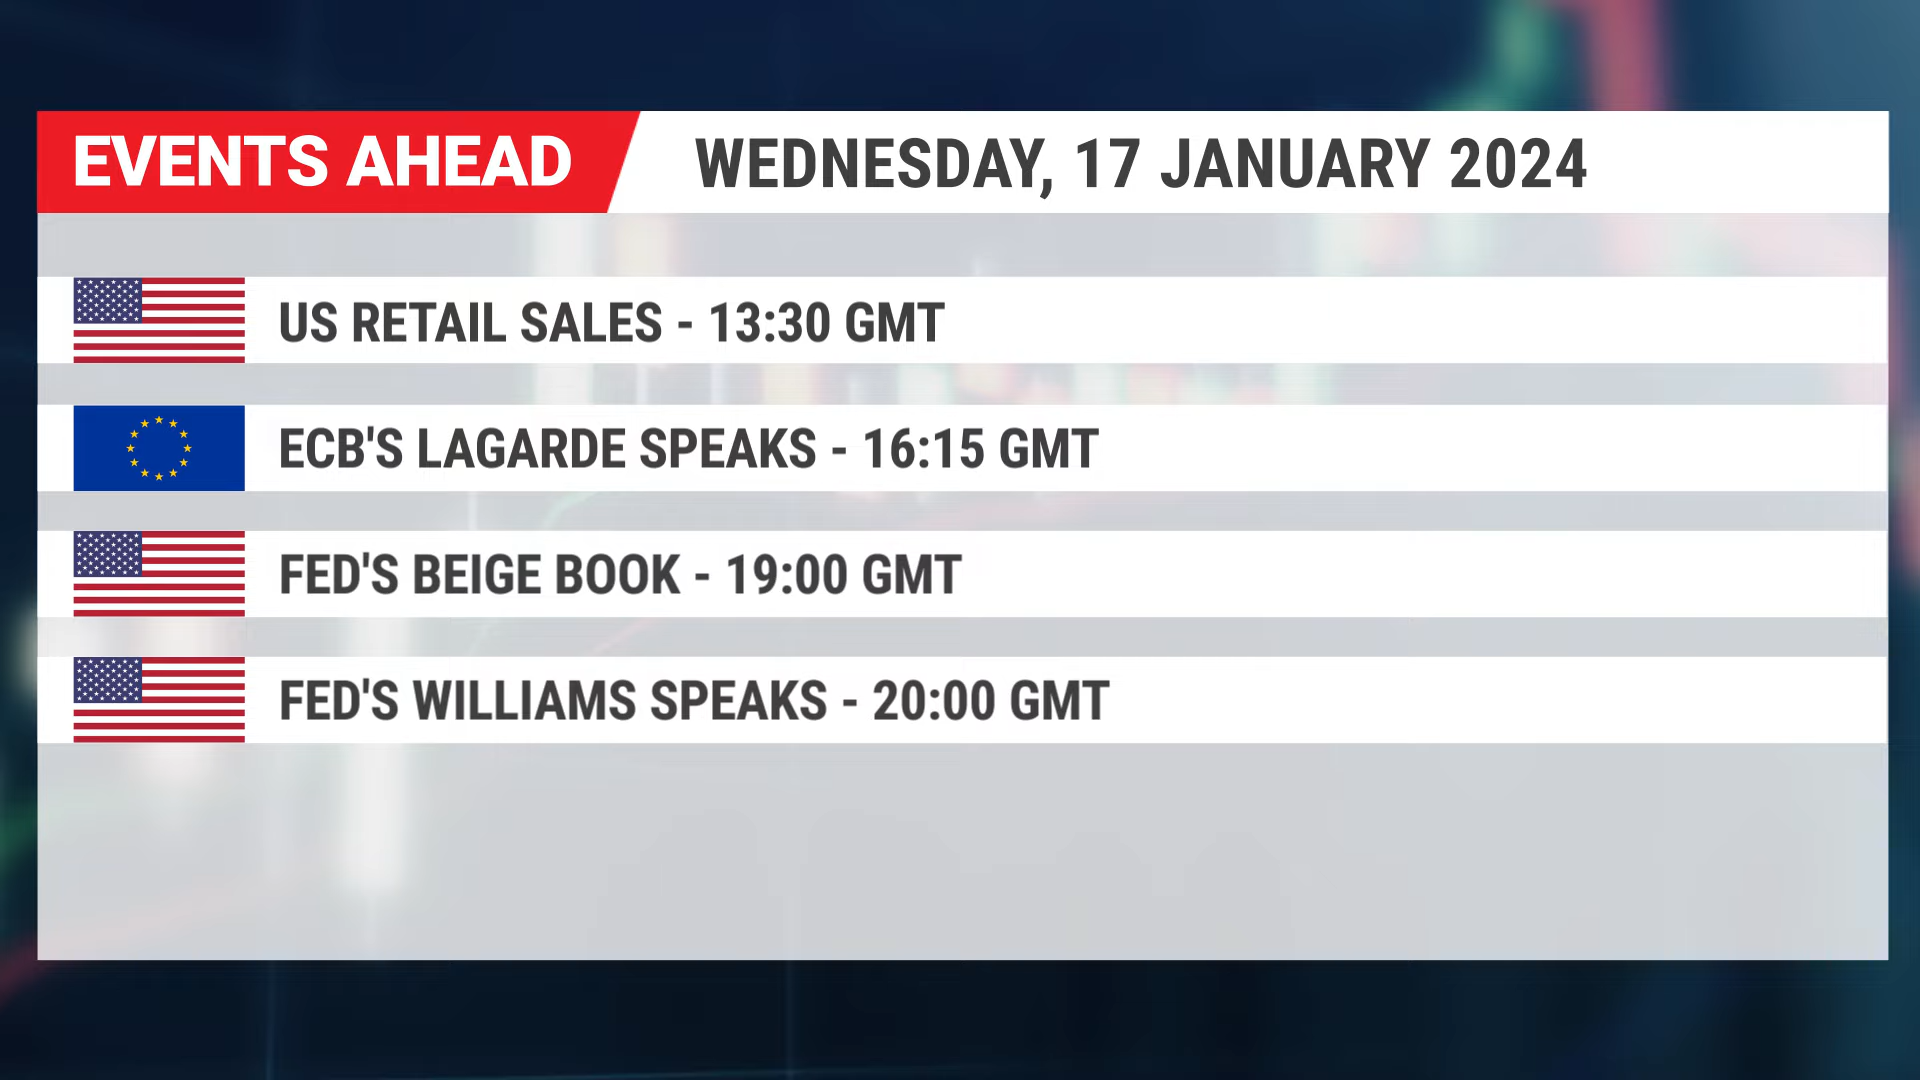 EVENTS AHEAD
WEDNESDAY, 17 JANUARY 2024
US RETAIL SALES - 13:30 GMT
ECB'S LAGARDE SPEAKS - 16:15 GMT
FED'S BEIGE BOOK - 19:00 GMT
FED'S WILLIAMS SPEAKS - 20:00 GMT